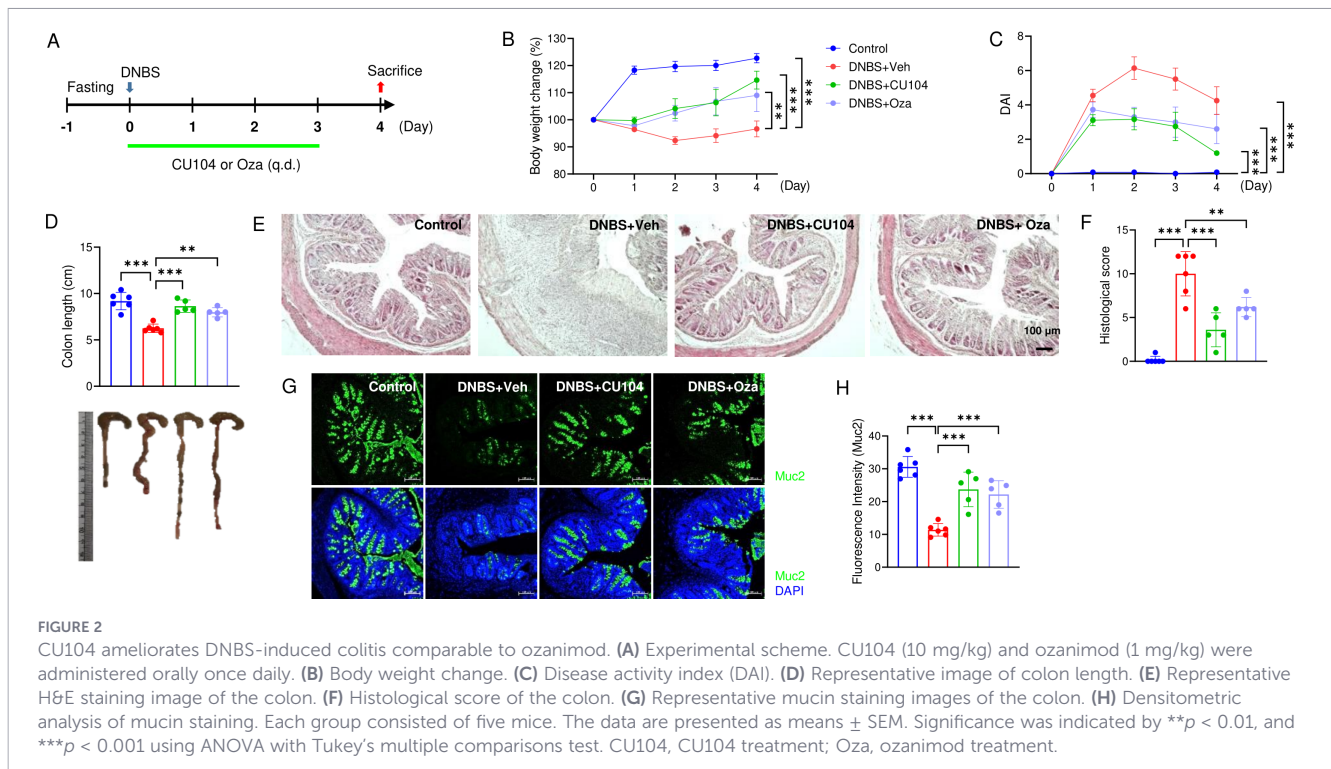 A
Fasting
DNBS
Sacrifice
-1
0
1
2
3
4
(Day)
CU104 or Oza (q.d.)
B
Body weight change (%)
130
120
110
100
90
80
0
1
2
3
4
(Day)
**
***
***
Control
DNBS+Veh
DNBS+CU104
DNBS+Oza
C
DAI
8
6
4
2
0
0
1
2
3
4
(Day)
***
***
***
D
Colon length (cm)
15
10
5
0
***
***
**
E
Control
DNBS+Veh
DNBS+CU104
DNBS+ Oza
100 µm
F
Histological score
15
10
5
0
***
***
**
G
Control
DNBS+Veh
DNBS+CU104
DNBS+Oza
Muc2
Muc2
DAPI
H
Fluorescence Intensity (Muc2)
40
30
20
10
0
***
***
***
FIGURE 2
CU104 ameliorates DNBS-induced colitis comparable to ozanimod. (A) Experimental scheme. CU104 (10 mg/kg) and ozanimod (1 mg/kg) were
administered orally once daily. (B) Body weight change. (C) Disease activity index (DAI). (D) Representative image of colon length. (E) Representative
H&E staining image of the colon. (F) Histological score of the colon. (G) Representative mucin staining images of the colon. (H) Densitometric
analysis of mucin staining. Each group consisted of five mice. The data are presented as means ± SEM. Significance was indicated by **p < 0.01, and
***p < 0.001 using ANOVA with Tukey's multiple comparisons test. CU104, CU104 treatment; Oza, ozanimod treatment.